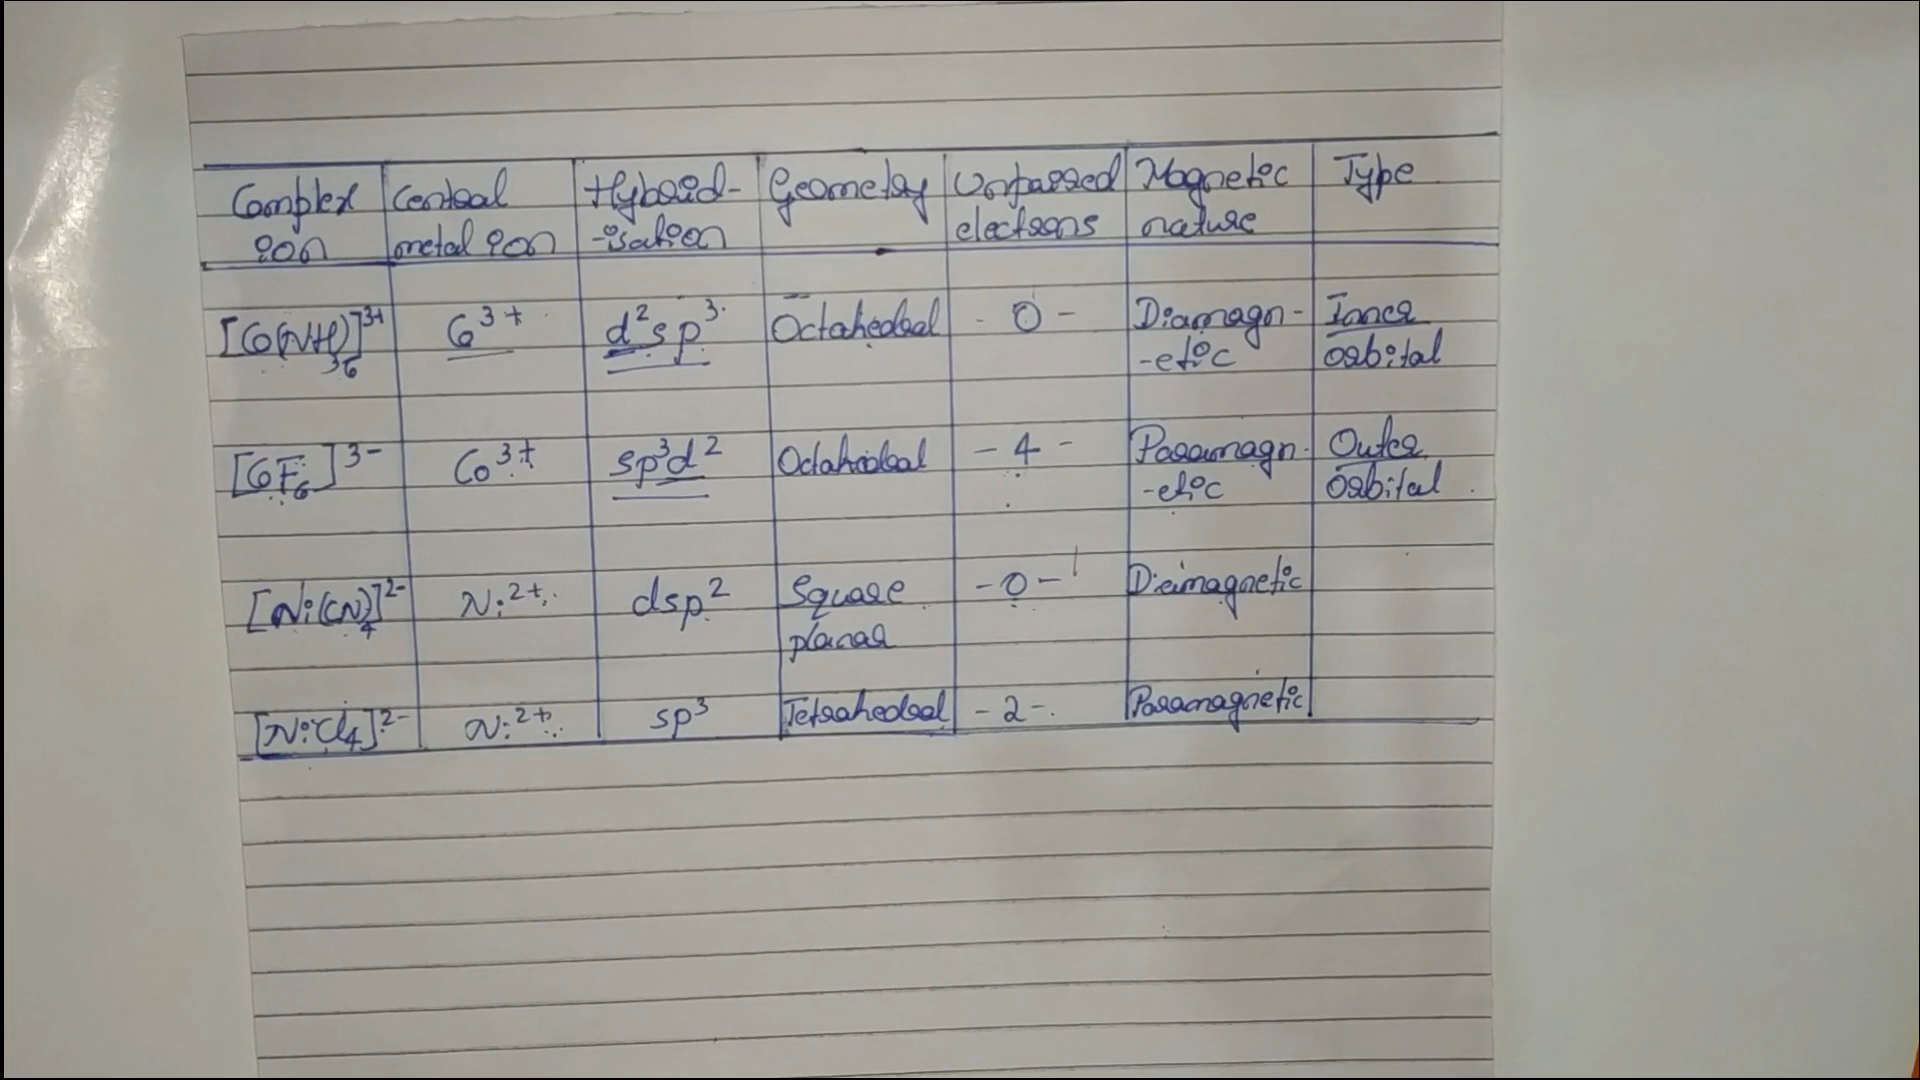 Complex ion | Central metal ion | Hybrid--isation | Geometry | Unpaired electrons | Magnetic nature | Type
[Co(NH3)6]3+ | Co3+ | d2sp3 | Octahedral | - 0 - | Diamagn--etic | Inner orbital
[CoF6]3- | Co3+ | sp3d2 | Octahedral | - 4 - | Paramagn--etic | Outer orbital
[Ni(CN)4]2- | Ni2+ | dsp2 | Square planar | - 0 - | Diamagnetic
[NiCl4]2- | Ni2+ | sp3 | Tetrahedral | - 2 - | Paramagnetic